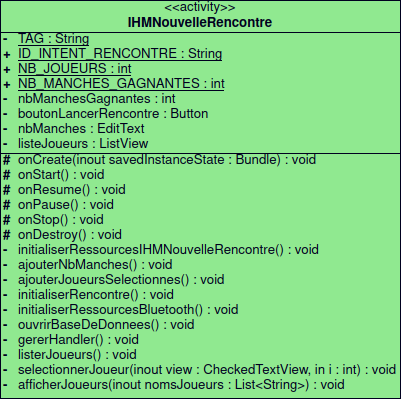 <<activity>>
IHMNouvelleRencontre
- TAG : String
+ ID_INTENT_RENCONTRE : String
+ NB_JOUEURS : int
+ NB_MANCHES_GAGNANTES : int
- nbManchesGagnantes : int
- boutonLancerRencontre : Button
- nbManches : EditText
- listeJoueurs : ListView
# onCreate(inout savedInstanceState : Bundle) : void
# onStart() : void
# onResume() : void
# onPause() : void
# onStop() : void
# onDestroy() : void
- initialiserRessourcesIHMNouvelleRencontre() : void
- ajouterNbManches() : void
- ajouterJoueursSelectionnes() : void
- initialiserRencontre() : void
- initialiserRessourcesBluetooth() : void
- ouvrirBaseDeDonnees() : void
- gererHandler() : void
- listerJoueurs() : void
- selectionnerJoueur(inout view : CheckedTextView, in i : int) : void
- afficherJoueurs(inout nomsJoueurs : List<String>) : void